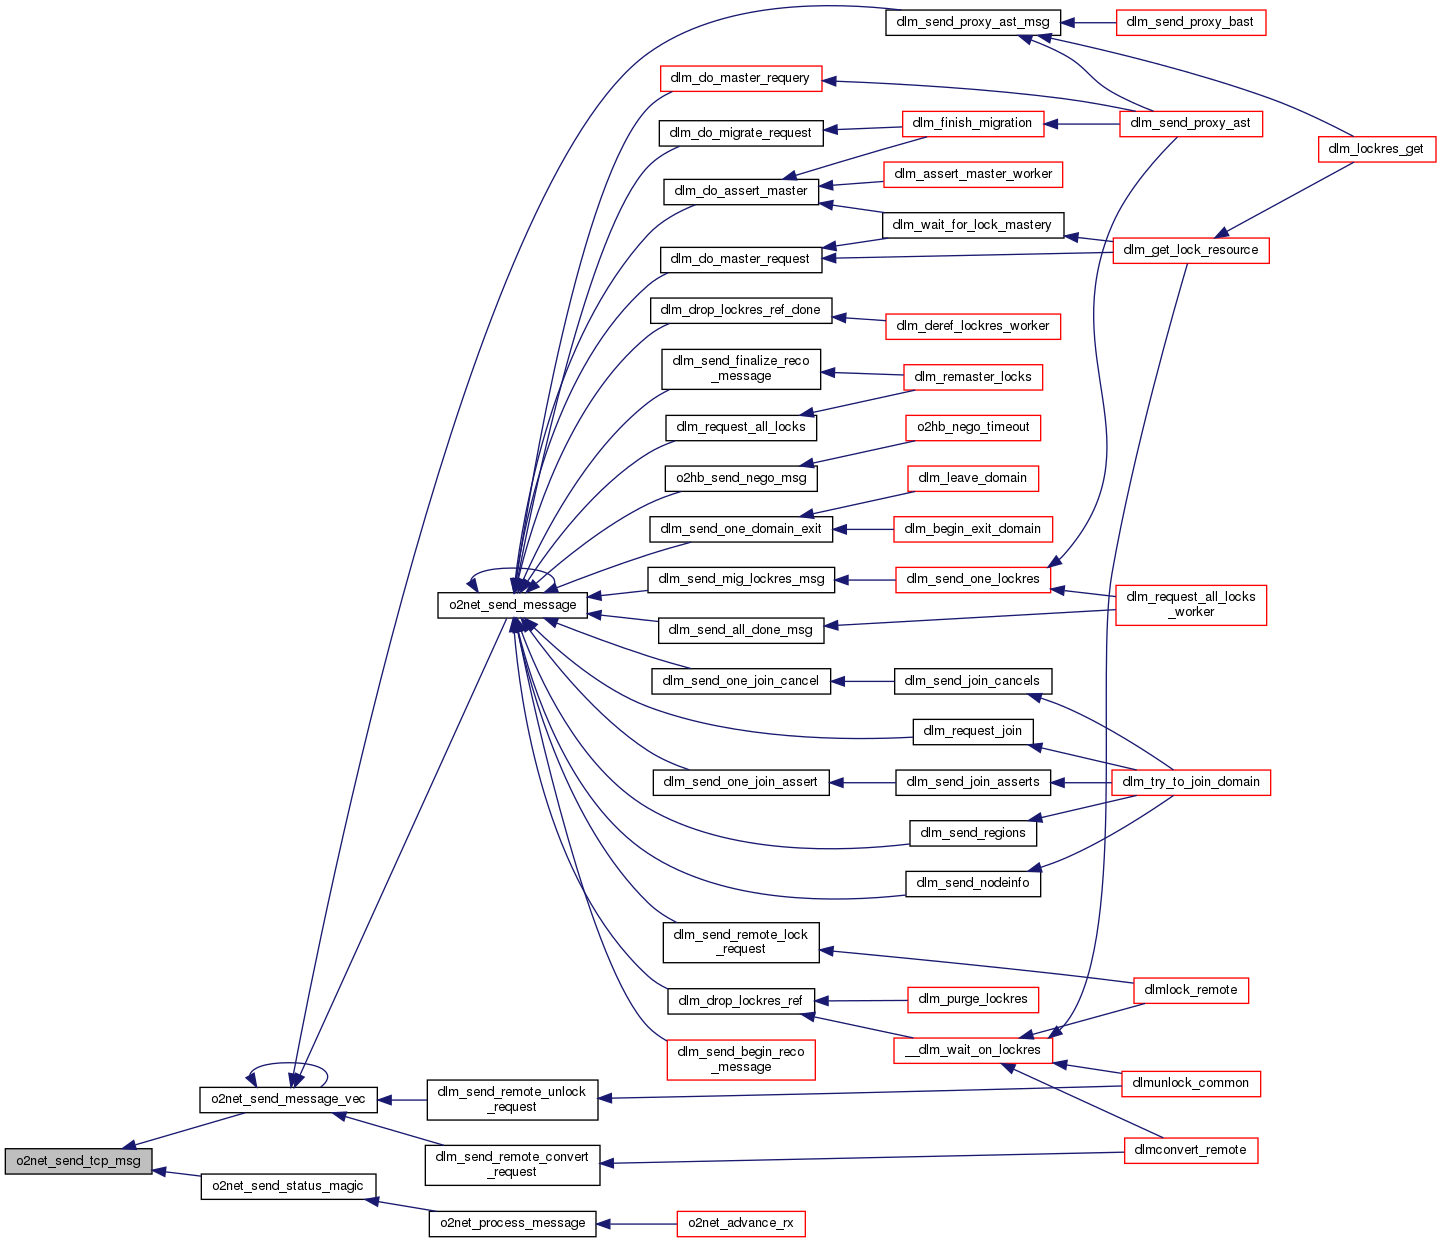 dlm_send_proxy_ast_msg
dlm_send_proxy_bast
dlm_do_master_requery
dlm_finish_migration
dlm_send_proxy_ast
dlm_do_migrate_request
dlm_lockres_get
dlm_assert_master_worker
dlm_do_assert_master
dlm_wait_for_lock_mastery
dlm_do_master_request
dlm_get_lock_resource
dlm_drop_lockres_ref_done
dlm_deref_lockres_worker
dlm_send_finalize_reco
_message
dlm_remaster_locks
dlm_request_all_locks
o2hb_nego_timeout
o2hb_send_nego_msg
dlm_leave_domain
dlm_send_one_domain_exit
dlm_begin_exit_domain
dlm_send_mig_lockres_msg
dlm_send_one_lockres
dlm_request_all_locks
_worker
o2net_send_message
dlm_send_all_done_msg
dlm_send_one_join_cancel
dlm_send_join_cancels
dlm_request_join
dlm_send_one_join_assert
dlm_send_join_asserts
dlm_try_to_join_domain
dlm_send_regions
dlm_send_nodeinfo
dlm_send_remote_lock
_request
dlmlock_remote
dlm_drop_lockres_ref
dlm_purge_lockres
__dlm_wait_on_lockres
dlm_send_begin_reco
_message
dlmunlock_common
o2net_send_message_vec
dlm_send_remote_unlock
_request
o2net_send_tcp_msg
dlm_send_remote_convert
_request
dlmconvert_remote
o2net_send_status_magic
o2net_process_message
o2net_advance_rx